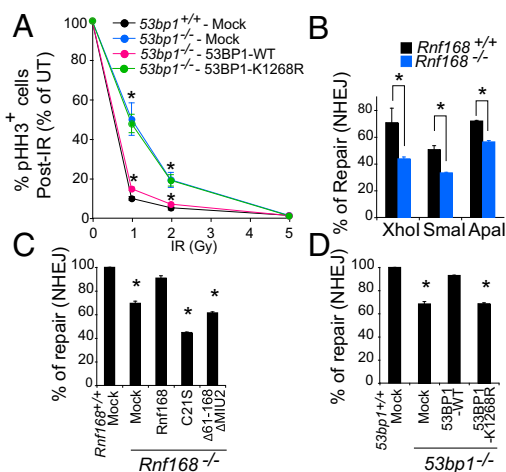 A
53bp1+/+ - Mock
53bp1-/- - Mock
53bp1-/- - 53BP1-WT
53bp1-/- - 53BP1-K1268R
% pHH3+ cells
Post-IR (% of UT)
100
80
60
40
20
0
* *
* *
0 1 2 5
IR (Gy)
B
Rnf168 +/+
Rnf168 -/-
% of Repair (NHEJ)
100
80
60
40
20
0
* * *
XhoI SmaI ApaI
C
% of repair (NHEJ)
100
80
60
40
20
0
* * *
Rnf168+/+
Mock
Mock
Rnf168
C21S
Δ61-168
ΔMIU2
Rnf168 -/-
D
% of repair (NHEJ)
100
80
60
40
20
0
* *
53bp1+/+
Mock
Mock
53BP1
-WT
53BP1
-K1268R
53bp1-/-